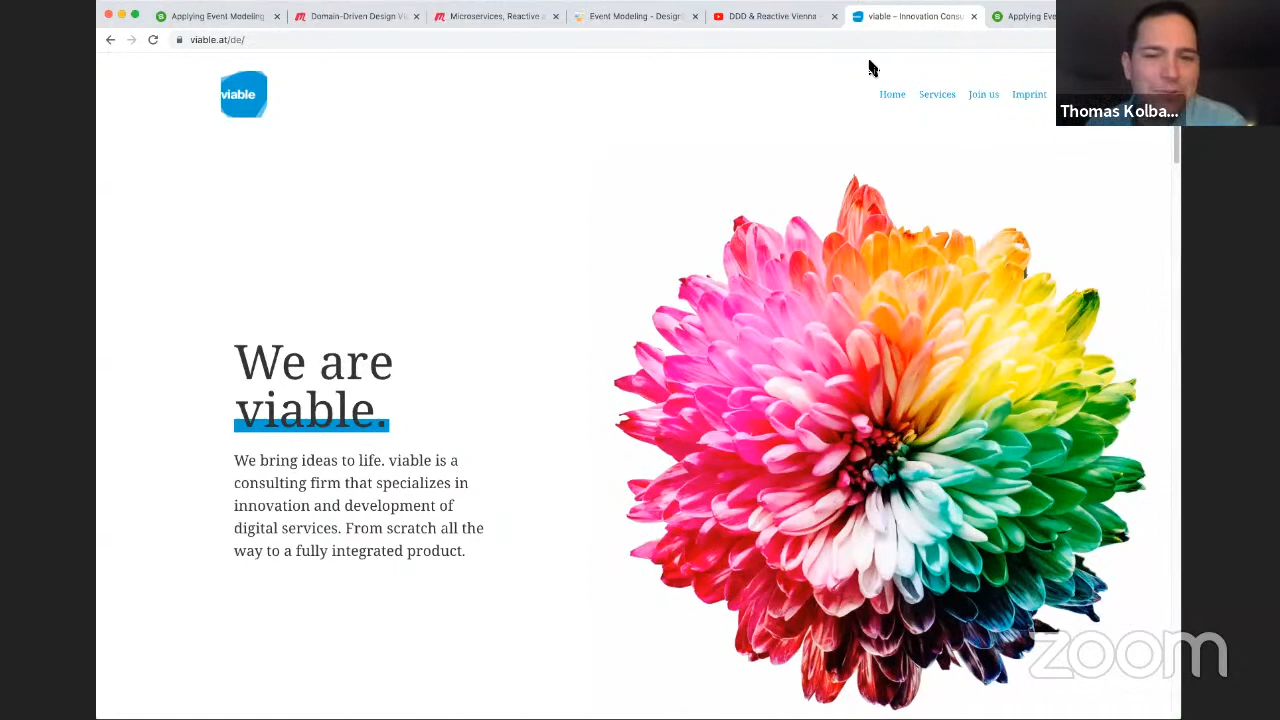 Applying Event Modeling
Domain-Driven Design Vi
Microservices, Reactive a
Event Modeling - Design
DDD & Reactive Vienna -
viable – Innovation Consu
Applying Eve
viable.at/de/
viable
Home Services Join us Imprint
Thomas Kolba...
We are
viable.
We bring ideas to life. viable is a
consulting firm that specializes in
innovation and development of
digital services. From scratch all the
way to a fully integrated product.
zoom